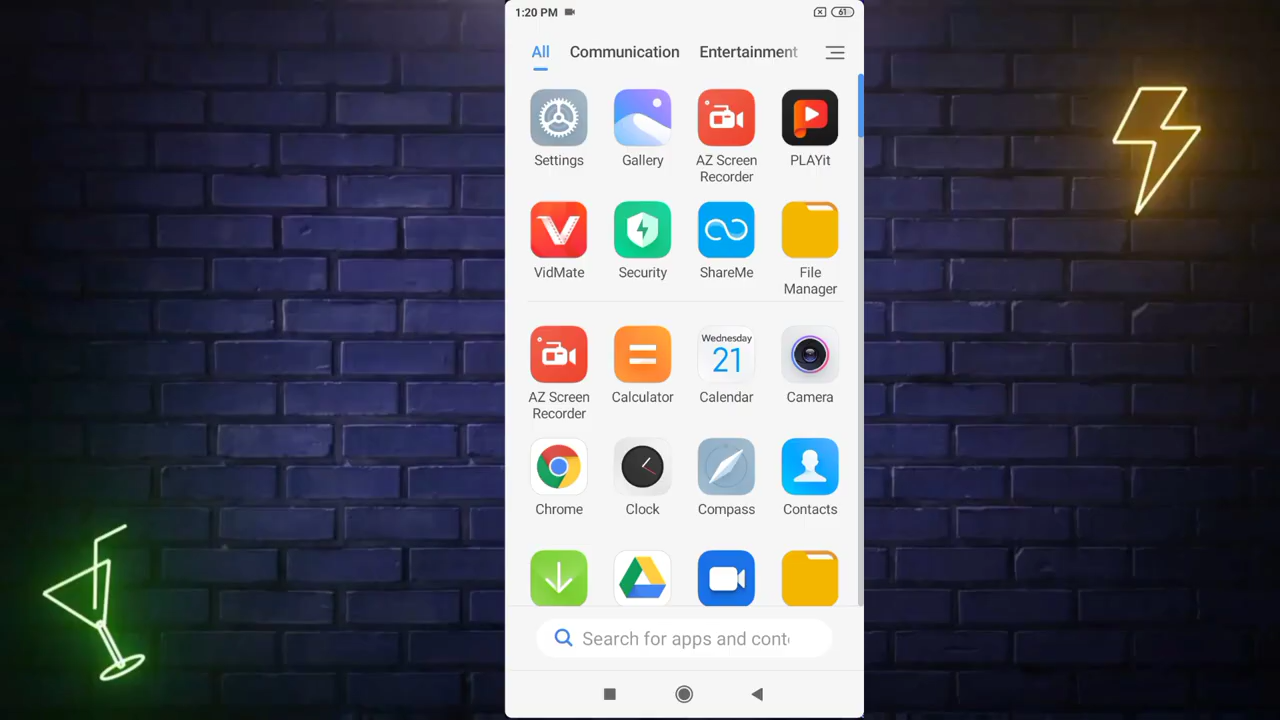 1:20 PM
61
All Communication Entertainment
Settings Gallery AZ Screen Recorder PLAYit
VidMate Security ShareMe File Manager
Wednesday
21
AZ Screen Recorder Calculator Calendar Camera
Chrome Clock Compass Contacts
Search for apps and cont